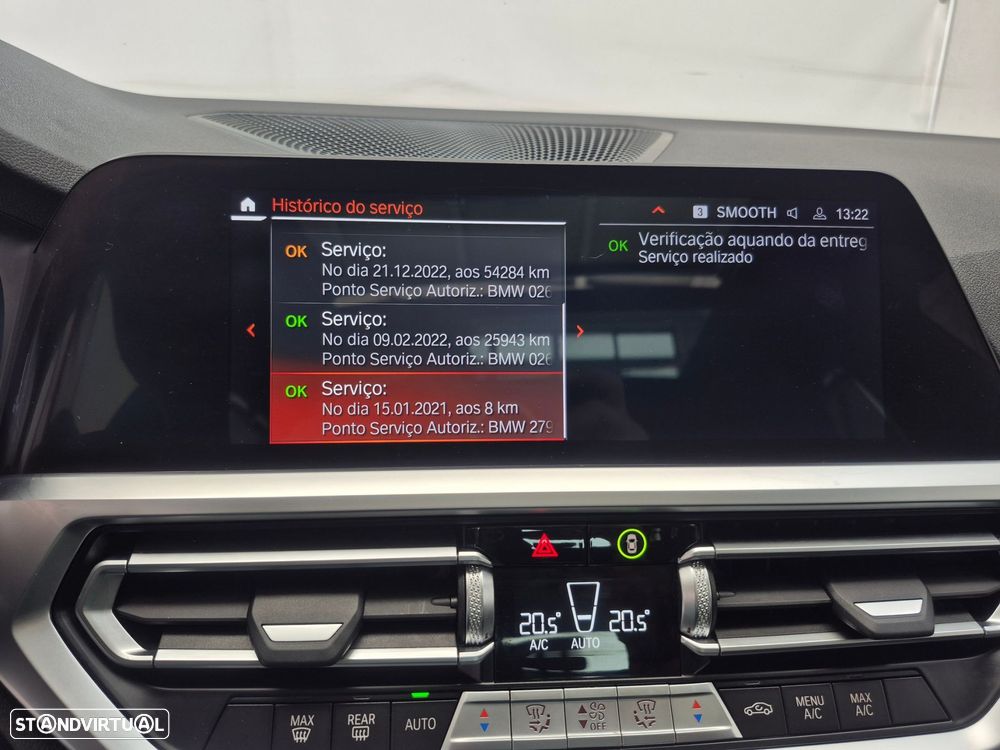 Histórico do serviço
3 SMOOTH 13:22
OK Serviço:
No dia 21.12.2022, aos 54284 km
Ponto Serviço Autoriz.: BMW 026
OK Serviço:
No dia 09.02.2022, aos 25943 km
Ponto Serviço Autoriz.: BMW 026
OK Serviço:
No dia 15.01.2021, aos 8 km
Ponto Serviço Autoriz.: BMW 279
OK Verificação aquando da entreg
Serviço realizado
20.5° 20.5°
A/C AUTO
MAX
REAR
AUTO
OFF
MENU
A/C
MAX
A/C
STANDVIRTUAL